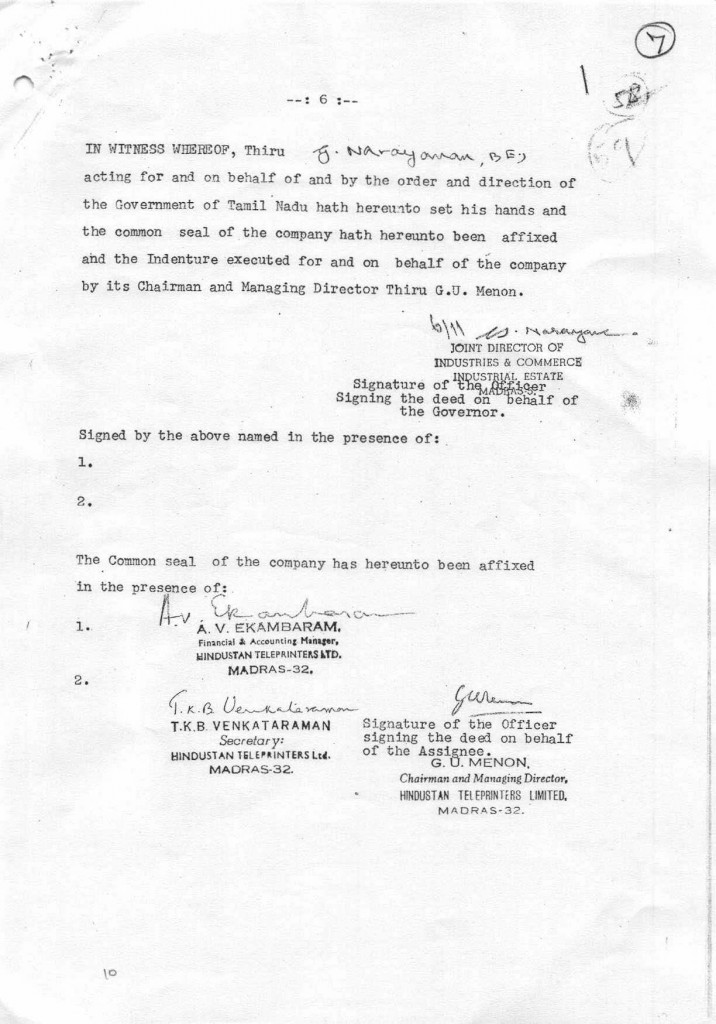 7
58
59
--: 6 :--
IN WITNESS WHEREOF, Thiru G. Narayanan, BE,
acting for and on behalf of and by the order and direction of
the Government of Tamil Nadu hath hereunto set his hands and
the common seal of the company hath hereunto been affixed
and the Indenture executed for and on behalf of the company
by its Chairman and Managing Director Thiru G.U. Menon.
6/11 G. Narayan
JOINT DIRECTOR OF
INDUSTRIES & COMMERCE
INDUSTRIAL ESTATE
MADRAS-
Signature of the Officer
Signing the deed on behalf of
the Governor.
Signed by the above named in the presence of:
1.
2.
The Common seal of the company has hereunto been affixed
in the presence of:
A.V. Ekambaram
1.
A. V. EKAMBARAM,
Financial & Accounting Manager,
HINDUSTAN TELEPRINTERS LTD.
MADRAS-32.
2.
T.K.B. Venkataraman
T.K.B. VENKATARAMAN
Secretary:
HINDUSTAN TELEPRINTERS Ltd.
MADRAS-32.
GUMenon
Signature of the Officer
signing the deed on behalf
of the Assignee.
G. U. MENON,
Chairman and Managing Director,
HINDUSTAN TELEPRINTERS LIMITED,
MADRAS-32.
10